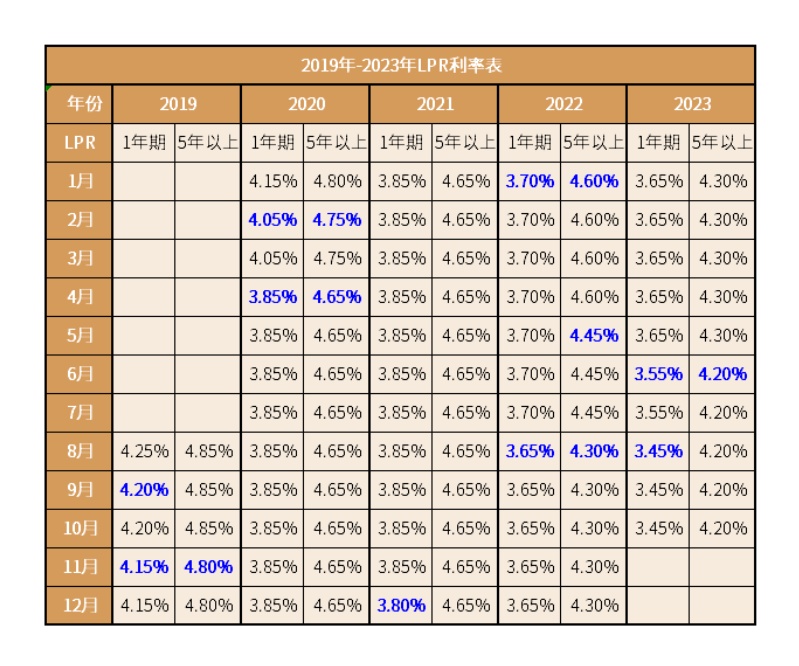 2019年-2023年LPR利率表
年份 2019 2020 2021 2022 2023
LPR 1年期 5年以上 1年期 5年以上 1年期 5年以上 1年期 5年以上 1年期 5年以上
1月 4.15% 4.80% 3.85% 4.65% 3.70% 4.60% 3.65% 4.30%
2月 4.05% 4.75% 3.85% 4.65% 3.70% 4.60% 3.65% 4.30%
3月 4.05% 4.75% 3.85% 4.65% 3.70% 4.60% 3.65% 4.30%
4月 3.85% 4.65% 3.85% 4.65% 3.70% 4.60% 3.65% 4.30%
5月 3.85% 4.65% 3.85% 4.65% 3.70% 4.45% 3.65% 4.30%
6月 3.85% 4.65% 3.85% 4.65% 3.70% 4.45% 3.55% 4.20%
7月 3.85% 4.65% 3.85% 4.65% 3.70% 4.45% 3.55% 4.20%
8月 4.25% 4.85% 3.85% 4.65% 3.85% 4.65% 3.65% 4.30% 3.45% 4.20%
9月 4.20% 4.85% 3.85% 4.65% 3.85% 4.65% 3.65% 4.30% 3.45% 4.20%
10月 4.20% 4.85% 3.85% 4.65% 3.85% 4.65% 3.65% 4.30% 3.45% 4.20%
11月 4.15% 4.80% 3.85% 4.65% 3.85% 4.65% 3.65% 4.30%
12月 4.15% 4.80% 3.85% 4.65% 3.80% 4.65% 3.65% 4.30%